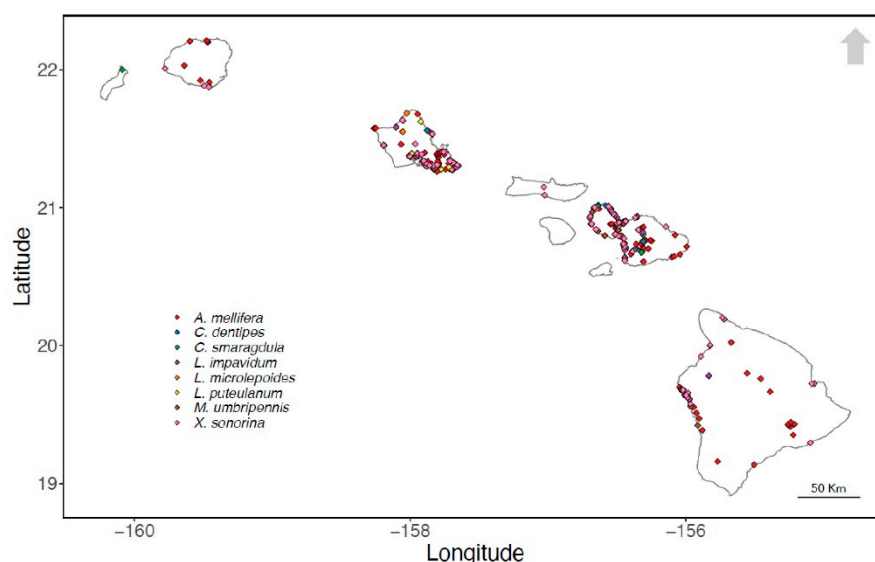 22
21
20
19
Latitude
A. mellifera
C. dentipes
C. smaragdula
L. impavidum
L. microlepoides
L. puteulanum
M. umbripennis
X. sonorina
50 Km
−160
−158
−156
Longitude